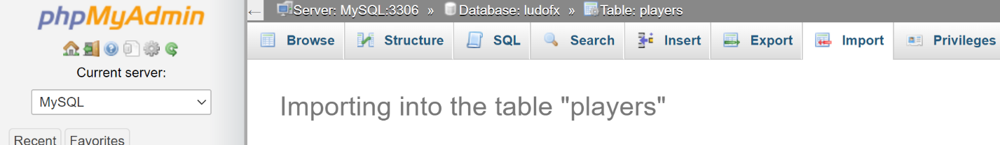 phpMyAdmin
Current server:
MySQL
Recent Favorites
← Server: MySQL:3306 » Database: ludofx » Table: players
Browse Structure SQL Search Insert Export Import Privileges
Importing into the table "players"